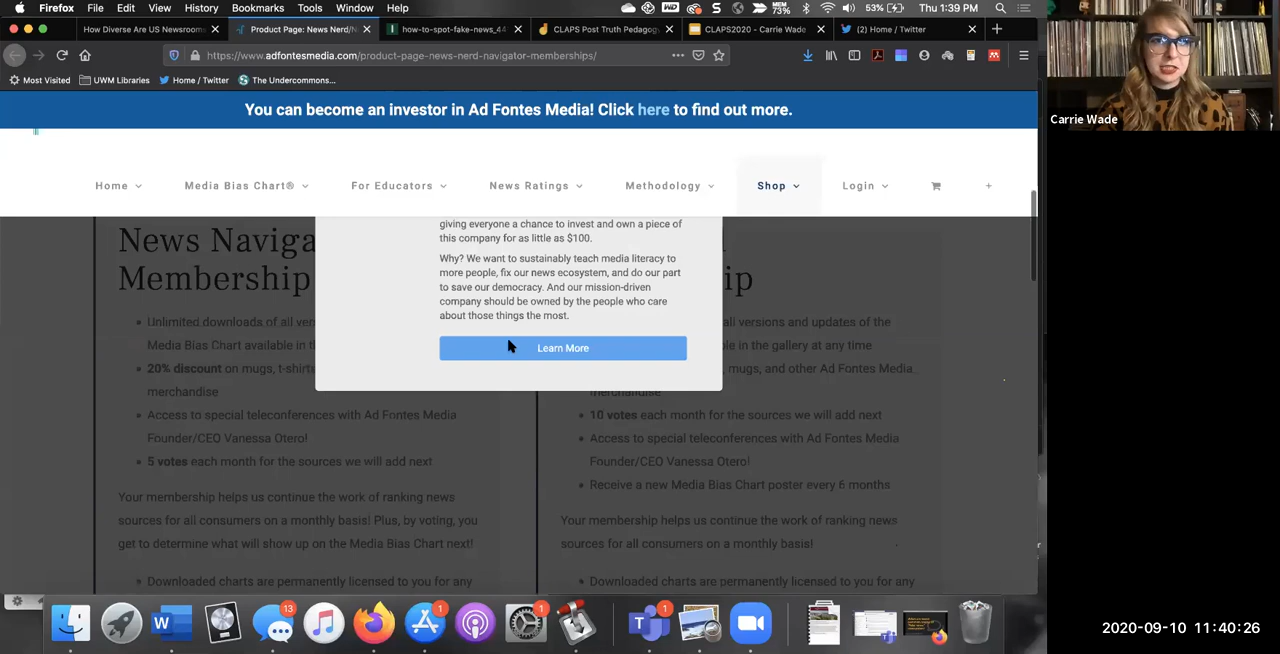 Firefox File Edit View History Bookmarks Tools Window Help
MEM 73% 53% Thu 1:39 PM
How Diverse Are US Newsroom
Product Page: News Nerd/N
how-to-spot-fake-news_44
CLAPS Post Truth Pedagogy
CLAPS2020 - Carrie Wade
(2) Home / Twitter
https://www.adfontesmedia.com/product-page-news-nerd-navigator-memberships/
Most Visited UWM Libraries Home / Twitter The Undercommons...
You can become an investor in Ad Fontes Media! Click here to find out more.
Home Media Bias Chart® For Educators News Ratings Methodology Shop Login +
giving everyone a chance to invest and own a piece of
this company for as little as $100.
Why? We want to sustainably teach media literacy to
more people, fix our news ecosystem, and do our part
to save our democracy. And our mission-driven
company should be owned by the people who care
about those things the most.
Learn More
News Naviga
Membership
Unlimited downloads of all ver
Media Bias Chart available in t
20% discount on mugs, t-shirt
merchandise
Access to special teleconferences with Ad Fontes Media
Founder/CEO Vanessa Otero!
5 votes each month for the sources we will add next
Your membership helps us continue the work of ranking news
sources for all consumers on a monthly basis! Plus, by voting, you
get to determine what will show up on the Media Bias Chart next!
Downloaded charts are permanently licensed to you for any
ip
all versions and updates of the
le in the gallery at any time
, mugs, and other Ad Fontes Media
merchandise
10 votes each month for the sources we will add next
Access to special teleconferences with Ad Fontes Media
Founder/CEO Vanessa Otero!
Receive a new Media Bias Chart poster every 6 months
Your membership helps us continue the work of ranking news
sources for all consumers on a monthly basis!
Downloaded charts are permanently licensed to you for any
Carrie Wade
13
1
1
1
2020-09-10 11:40:26